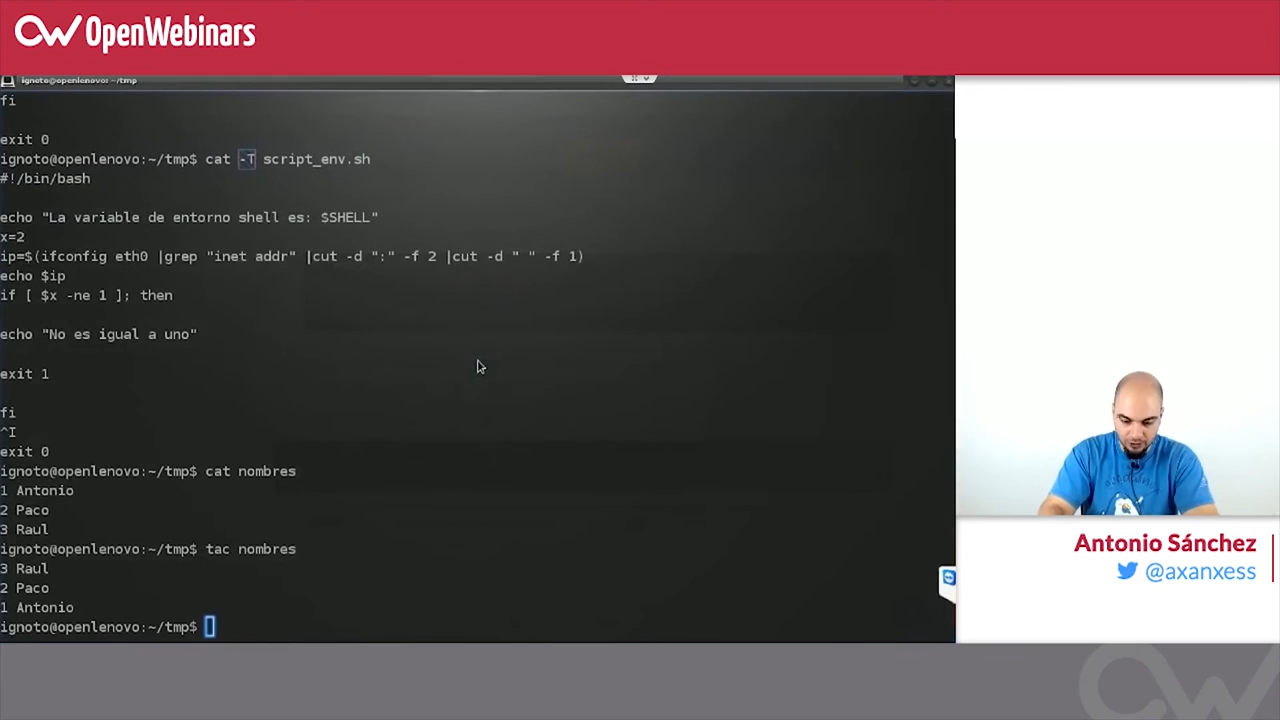 OpenWebinars
ignoto@openlenovo: ~/tmp
fi
exit 0
ignoto@openlenovo:~/tmp$ cat -T script_env.sh
#!/bin/bash
echo "La variable de entorno shell es: $SHELL"
x=2
ip=$(ifconfig eth0 |grep "inet addr" |cut -d ":" -f 2 |cut -d " " -f 1)
echo $ip
if [ $x -ne 1 ]; then
echo "No es igual a uno"
exit 1
fi
^I
exit 0
ignoto@openlenovo:~/tmp$ cat nombres
1 Antonio
2 Paco
3 Raul
ignoto@openlenovo:~/tmp$ tac nombres
3 Raul
2 Paco
1 Antonio
ignoto@openlenovo:~/tmp$
Antonio Sánchez
@axanxess